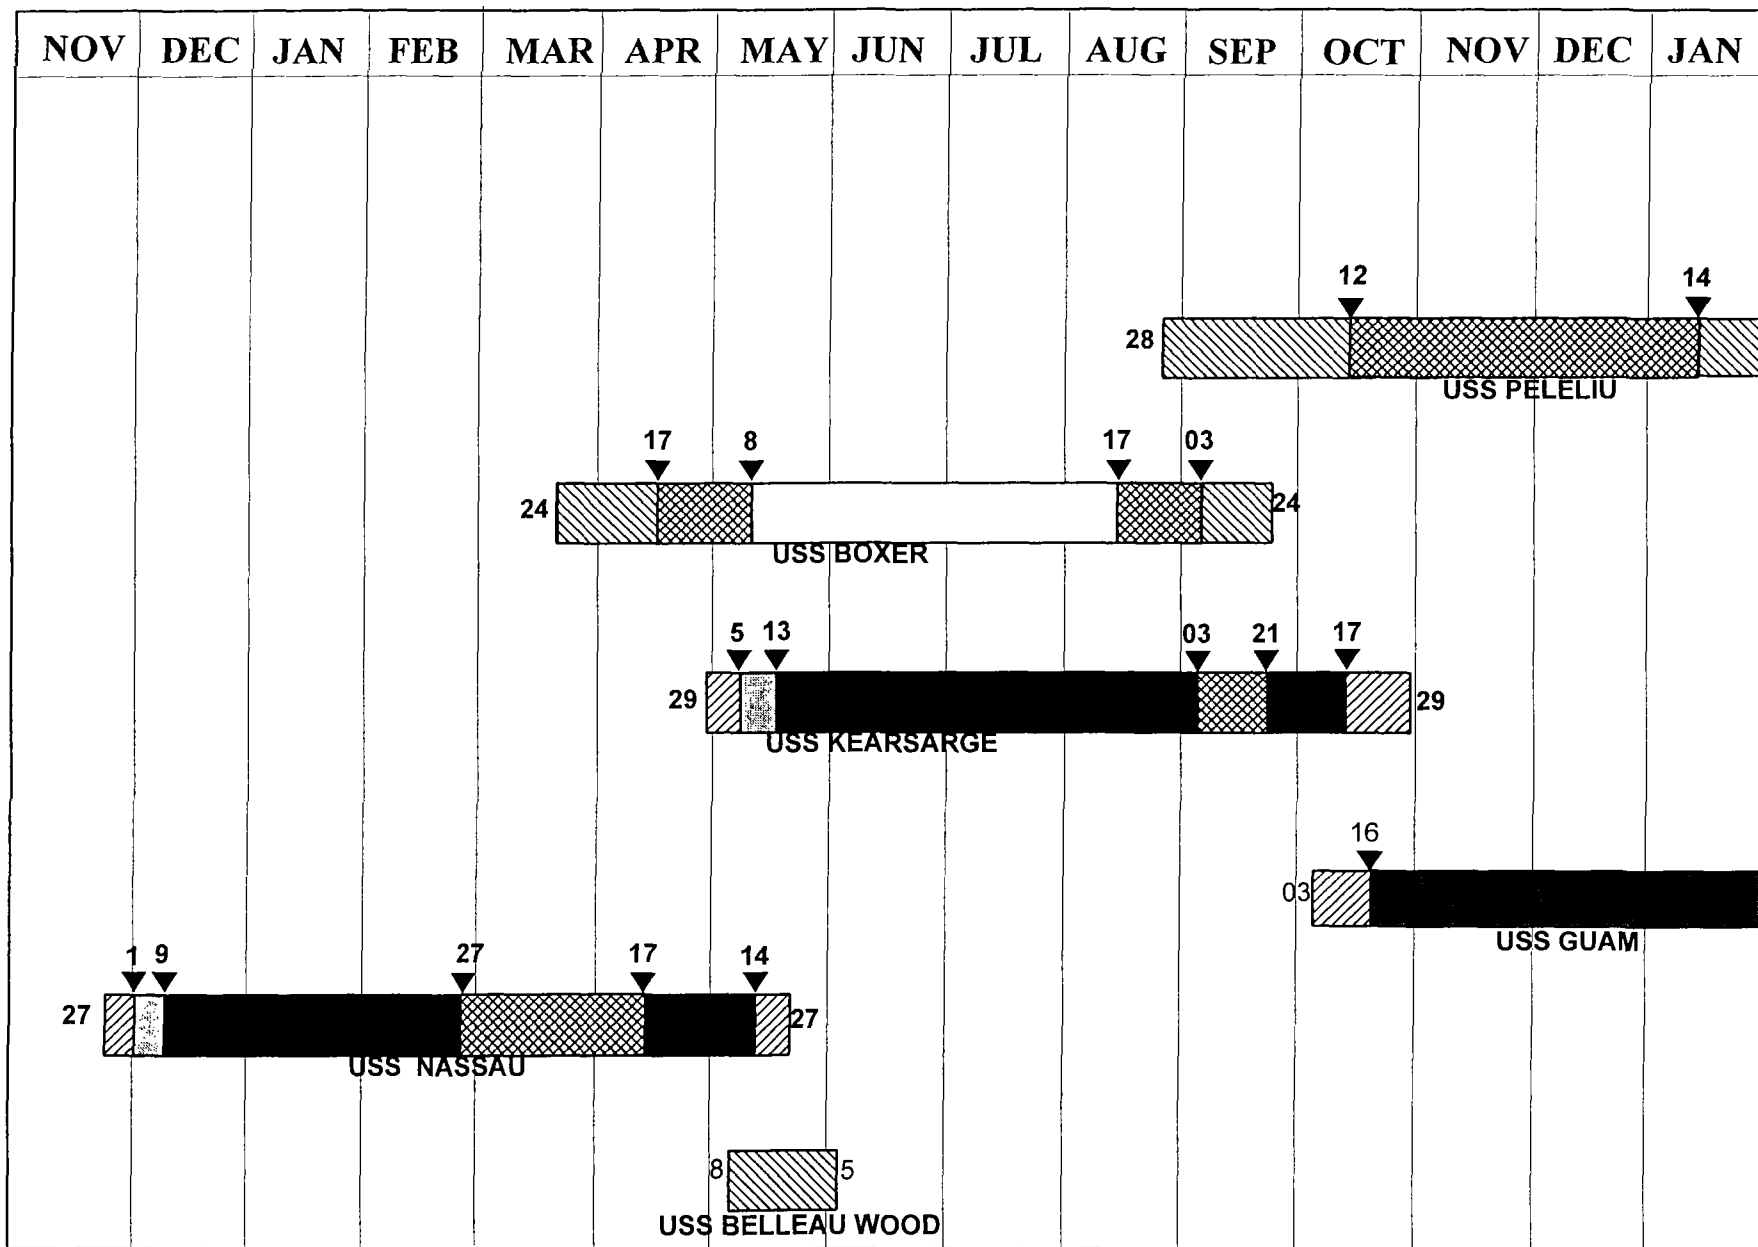 NOV DEC JAN FEB MAR APR MAY JUN JUL AUG SEP OCT NOV DEC JAN
12 14
28
USS PELELIU
17 8 17 03
24 24
USS BOXER
5 13 03 21 17
29 29
USS KEARSARGE
16
03
USS GUAM
1 9 27 17 14
27 27
USS NASSAU
8 5
USS BELLEAU WOOD